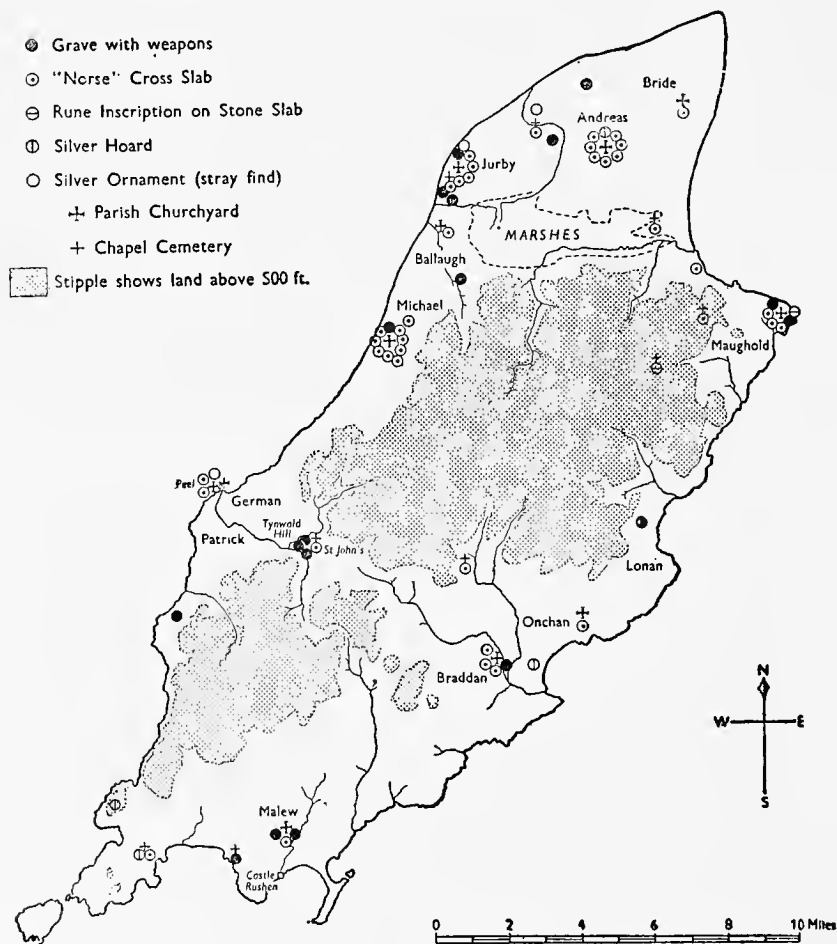 Grave with weapons
"Norse" Cross Slab
Rune Inscription on Stone Slab
Silver Hoard
Silver Ornament (stray find)
Parish Churchyard
Chapel Cemetery
Stipple shows land above 500 ft.
Bride
Andreas
Jurby
MARSHES
Ballaugh
Michael
Maughold
Peel
German
Tynwald
Hill
Patrick
St John's
Lonan
Onchan
Braddan
N
W E
S
Malew
Castle
Rushen
0 2 4 6 8 10 Miles